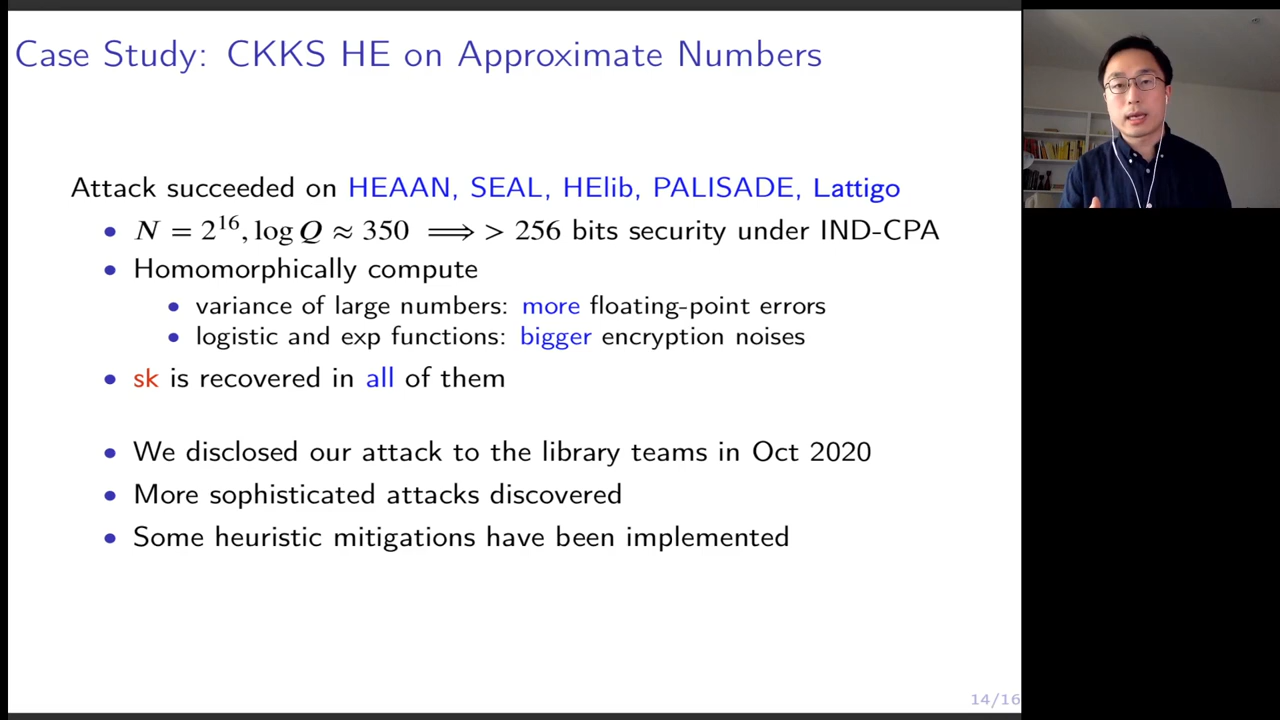 Case Study: CKKS HE on Approximate Numbers
Attack succeeded on HEAAN, SEAL, HElib, PALISADE, Lattigo
• N = 2^16, log Q ≈ 350 ⟹ > 256 bits security under IND-CPA
• Homomorphically compute
• variance of large numbers: more floating-point errors
• logistic and exp functions: bigger encryption noises
• sk is recovered in all of them
• We disclosed our attack to the library teams in Oct 2020
• More sophisticated attacks discovered
• Some heuristic mitigations have been implemented
14/16